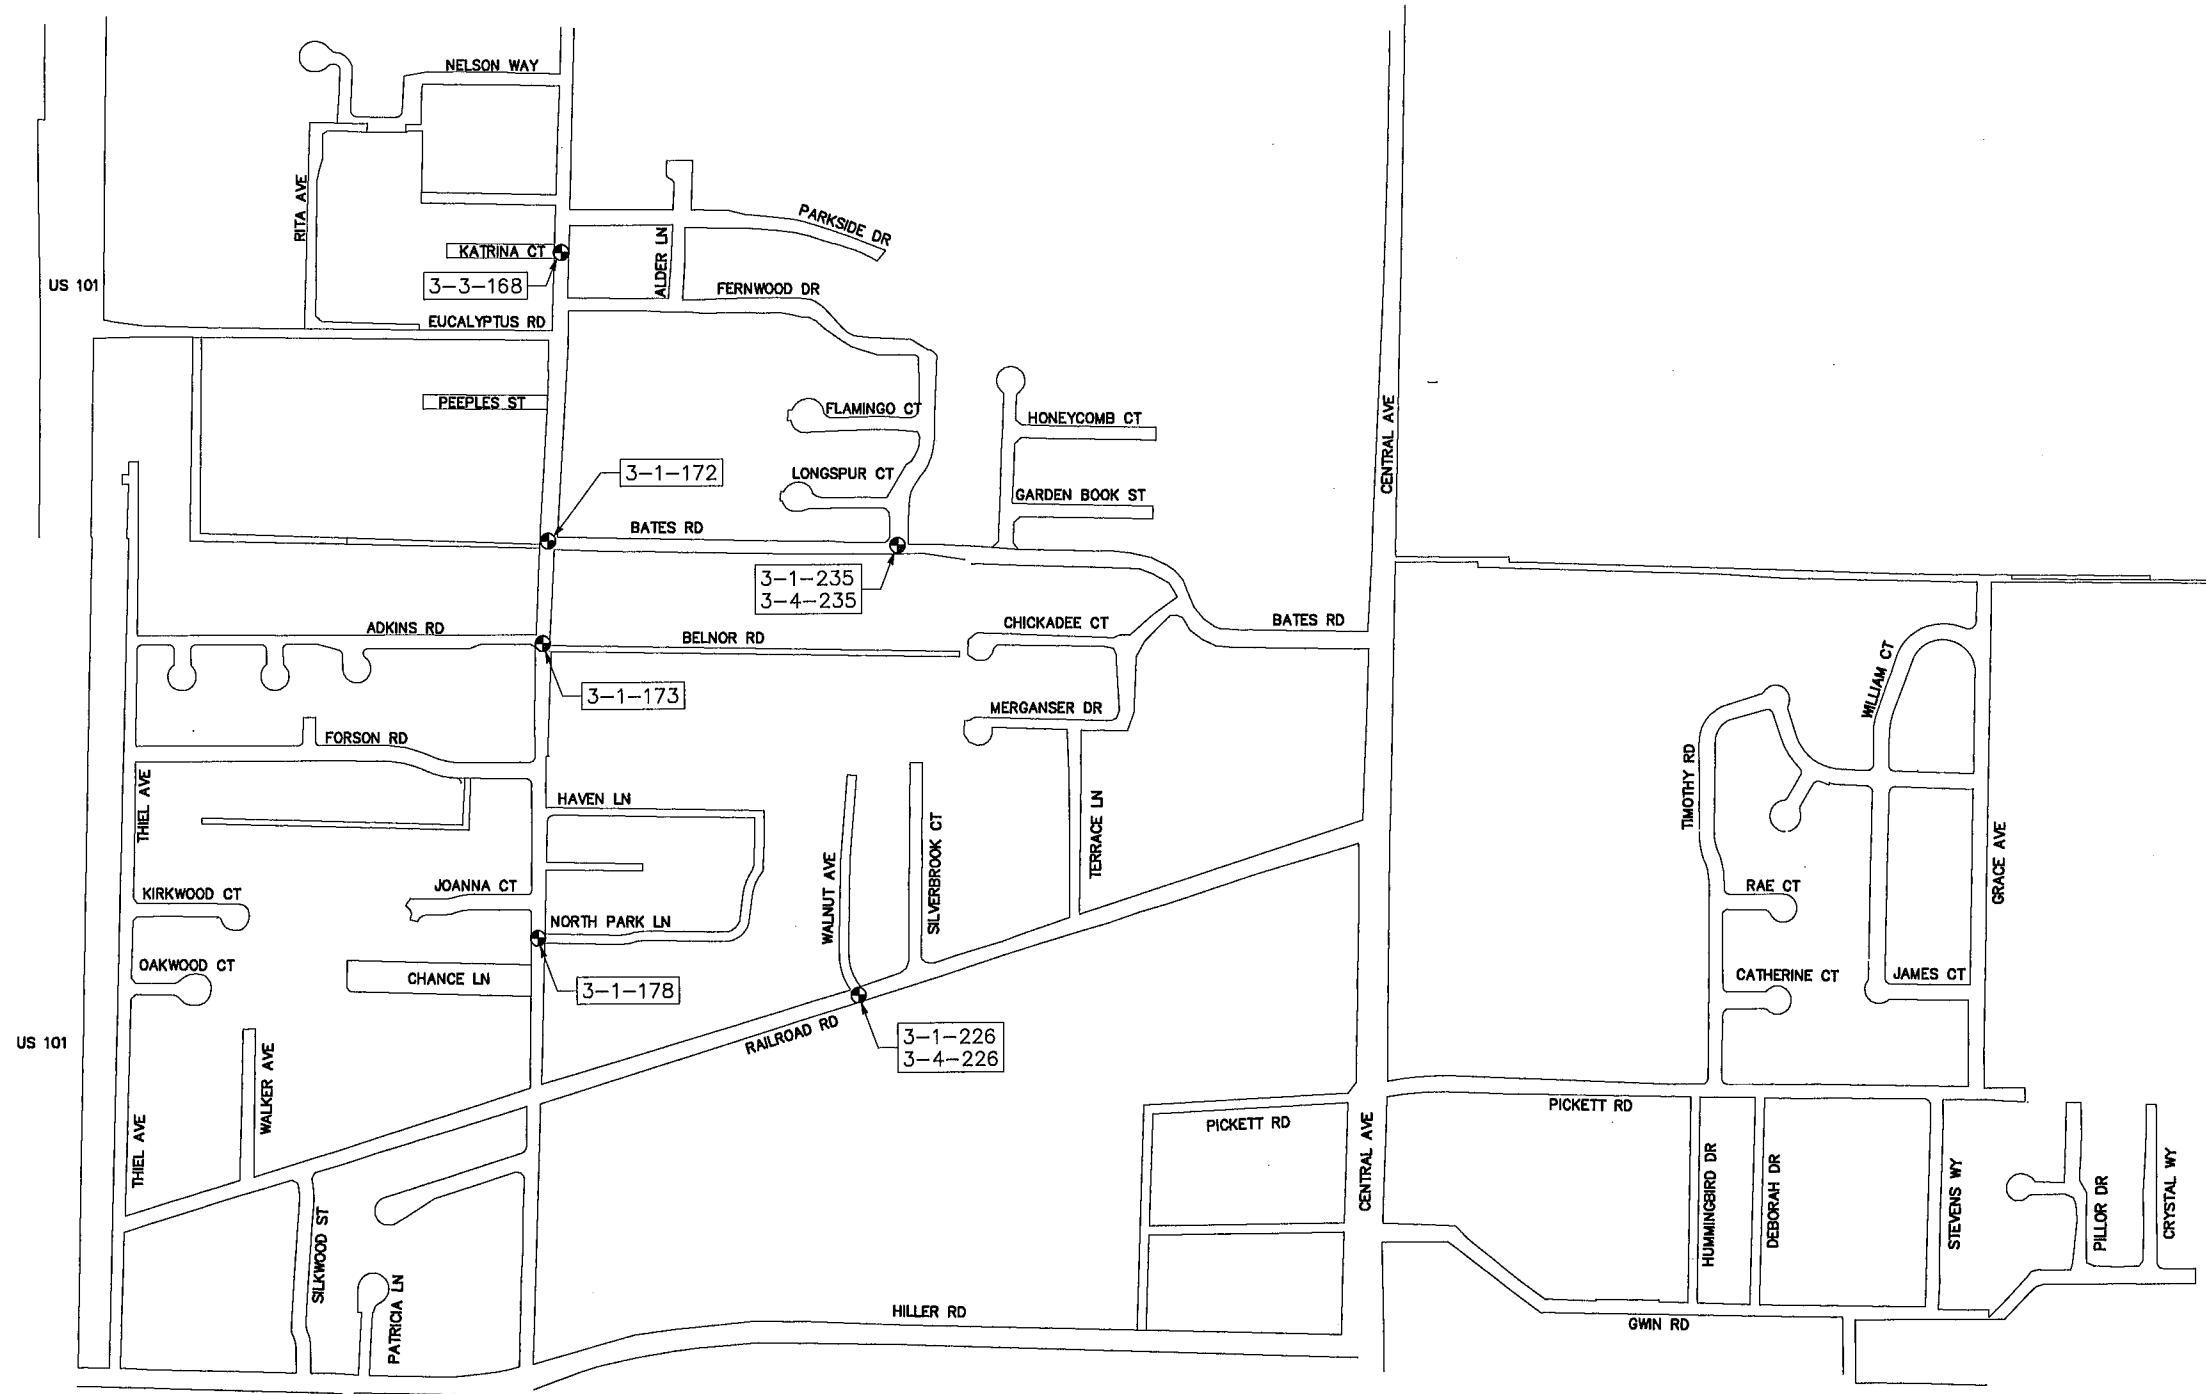 NELSON WAY
RITA AVE
PARKSIDE DR
KATRINA CT
ALDER LN
US 101
3-3-168
FERNWOOD DR
EUCALYPTUS RD
PEEPLES ST
FLAMINGO CT
HONEYCOMB CT
CENTRAL AVE
3-1-172
LONGSPUR CT
GARDEN BOOK ST
BATES RD
3-1-235
3-4-235
ADKINS RD
BELNOR RD
CHICKADEE CT
BATES RD
WILLIAM CT
3-1-173
MERGANSER DR
FORSON RD
TIMOTHY RD
THIEL AVE
HAVEN LN
TERRACE LN
SILVERBROOK CT
WALNUT AVE
GRACE AVE
KIRKWOOD CT
JOANNA CT
RAE CT
NORTH PARK LN
OAKWOOD CT
CHANCE LN
CATHERINE CT
JAMES CT
3-1-178
US 101
RAILROAD RD
3-1-226
3-4-226
WALKER AVE
PICKETT RD
PICKETT RD
THIEL AVE
CENTRAL AVE
HUMMINGBIRD DR
DEBORAH DR
STEVENS WY
PILLOR DR
CRYSTAL WY
SILKWOOD ST
PATRICIA LN
HILLER RD
GWIN RD